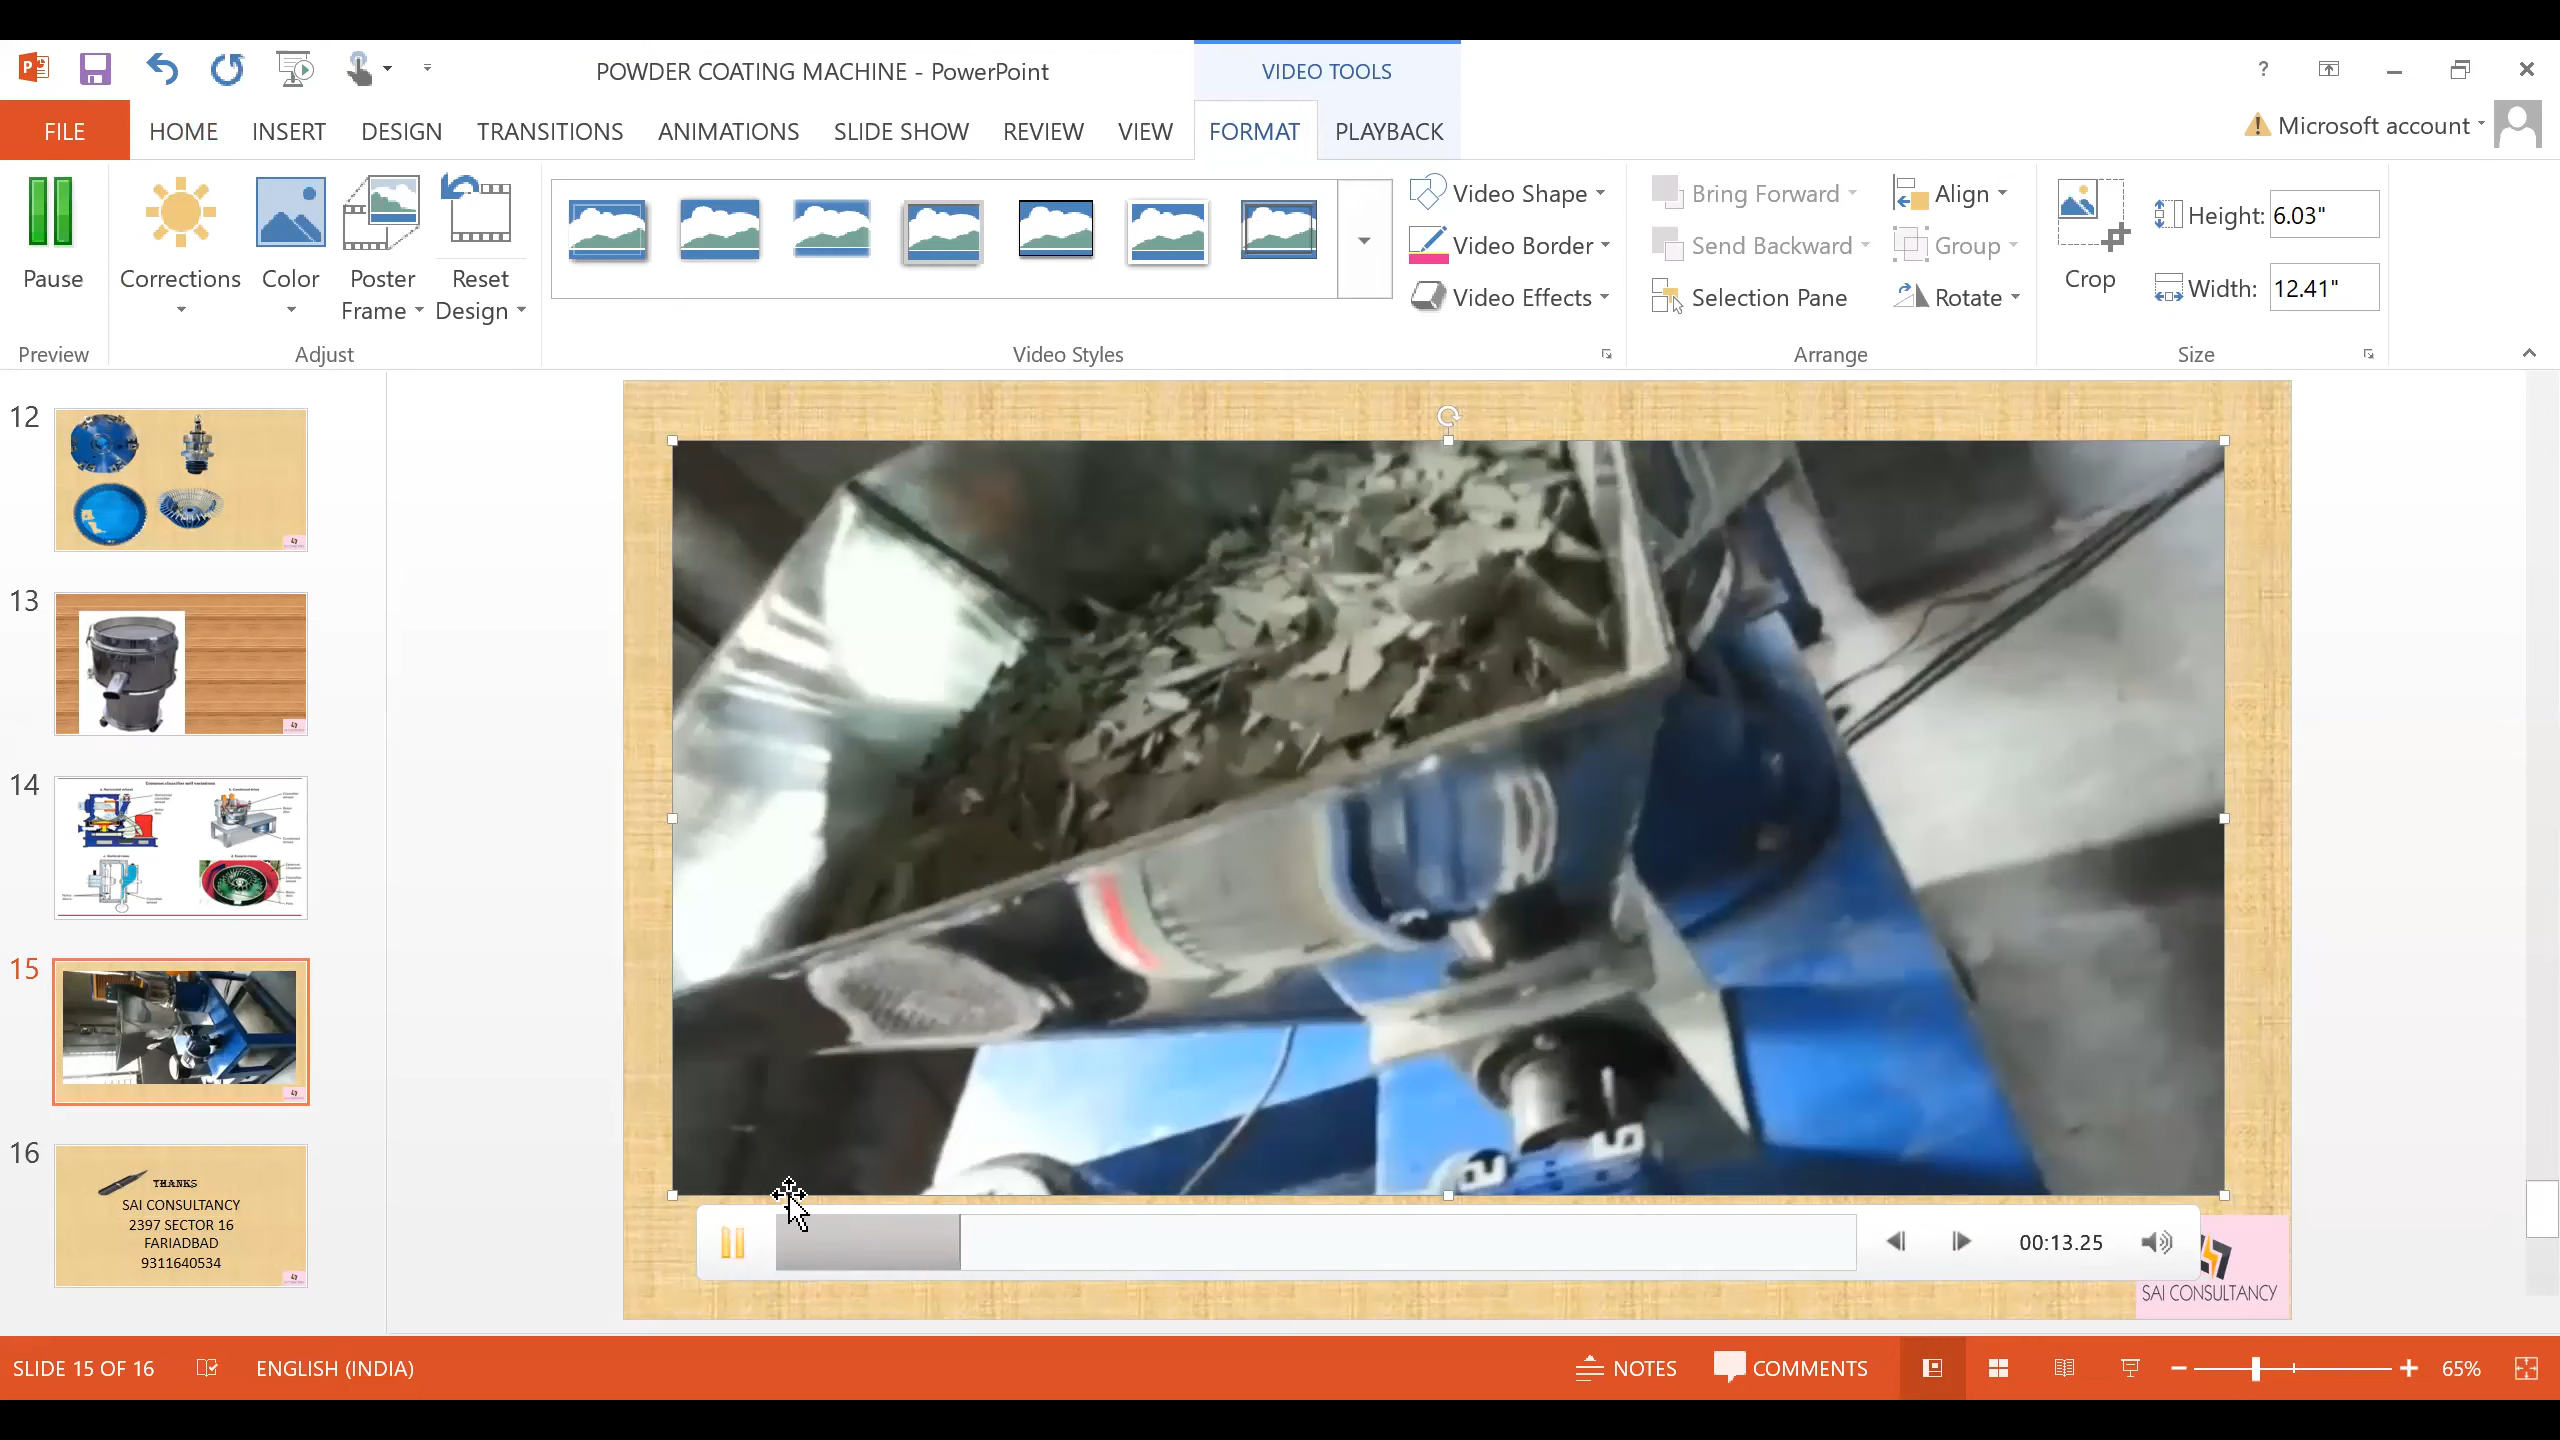 POWDER COATING MACHINE - PowerPoint
VIDEO TOOLS
?
FILE
HOME
INSERT
DESIGN
TRANSITIONS
ANIMATIONS
SLIDE SHOW
REVIEW
VIEW
FORMAT
PLAYBACK
Microsoft account
Pause
Corrections
Color
Poster
Frame
Reset
Design
Video Shape
Video Border
Video Effects
Bring Forward
Send Backward
Selection Pane
Align
Group
Rotate
Crop
Height: 6.03"
Width: 12.41"
Preview
Adjust
Video Styles
Arrange
Size
12
13
14
Common classifier mill variations
15
16
THANKS
SAI CONSULTANCY
2397 SECTOR 16
FARIADBAD
9311640534
00:13.25
SAI CONSULTANCY
SLIDE 15 OF 16
ENGLISH (INDIA)
NOTES
COMMENTS
65%